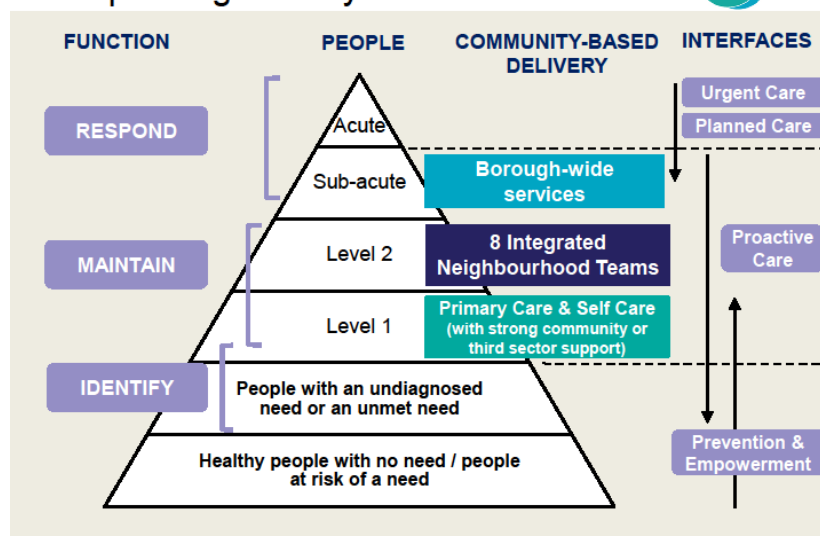 FUNCTION
PEOPLE
COMMUNITY-BASED
DELIVERY
INTERFACES
RESPOND
Acute
Sub-acute
Borough-wide
services
Urgent Care
Planned Care
MAINTAIN
Level 2
8 Integrated
Neighbourhood Teams
Proactive
Care
Level 1
Primary Care & Self Care
(with strong community or
third sector support)
IDENTIFY
People with an undiagnosed
need or an unmet need
Healthy people with no need / people
at risk of a need
Prevention &
Empowerment